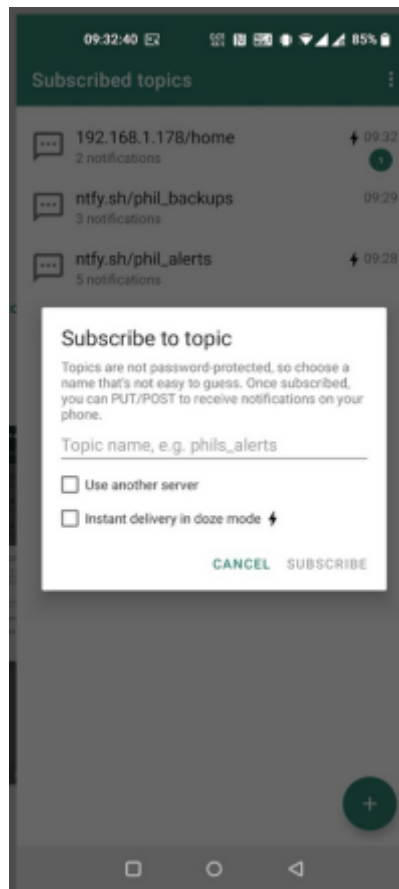 09:32:40
85%
Subscribed topics
192.168.1.178/home
09:32
2 notifications
1
ntfy.sh/phil_backups
09:29
3 notifications
ntfy.sh/phil_alerts
09:28
5 notifications
Subscribe to topic
Topics are not password-protected, so choose a
name that's not easy to guess. Once subscribed,
you can PUT/POST to receive notifications on your
phone.
Topic name, e.g. phils_alerts
Use another server
Instant delivery in doze mode
CANCEL SUBSCRIBE